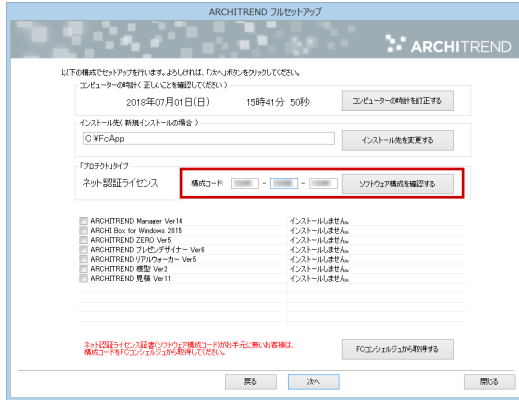 ARCHITREND フルセットアップ
ARCHITREND
以下の構成でセットアップを行います。よろしければ、「次へ」ボタンをクリックしてください。
コンピューターの時計( 正しいことを確認してください )
2018年07月01日(日) 15時41分 50秒 コンピューターの時計を訂正する
インストール先( 新規インストールの場合 )
C:¥FcApp インストール先を変更する
「プロテクト」タイプ
ネット認証ライセンス 構成コード - - ソフトウェア構成を確認する
ARCHITREND Manager Ver14 インストールしません。
ARCHI Box for Windows 2015 インストールしません。
ARCHITREND ZERO Ver5 インストールしません。
ARCHITREND プレゼンデザイナー Ver6 インストールしません。
ARCHITREND リアルウォーカー Ver5 インストールしません。
ARCHITREND 模型 Ver2 インストールしません。
ARCHITREND 見積 Ver11 インストールしません。
ネット認証ライセンス証書(ソフトウェア構成コード)がお手元に無いお客様は、
構成コードをFCコンシェルジュから取得してください。 FCコンシェルジュから取得する
戻る 次へ 閉じる